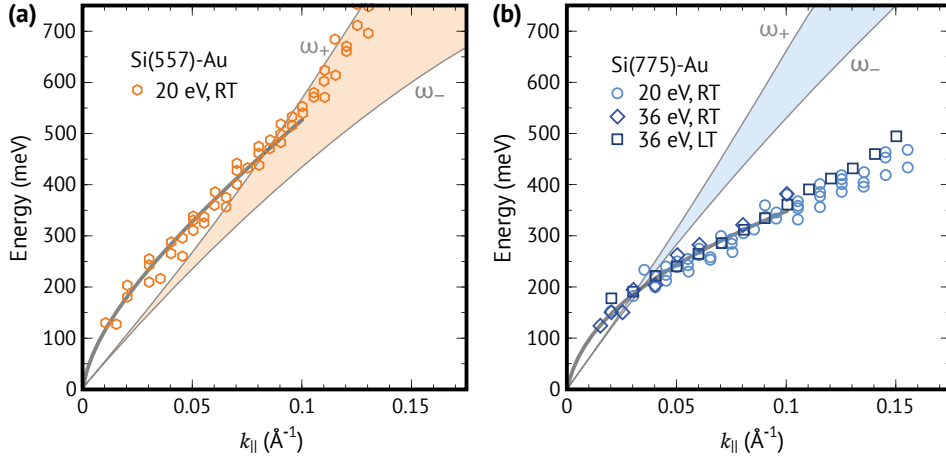 (a)
Si(557)-Au
20 eV, RT
ω+
ω−
Energy (meV)
700
600
500
400
300
200
100
0
0
0.05
0.1
0.15
k|| (Å-1)
(b)
Si(775)-Au
20 eV, RT
36 eV, RT
36 eV, LT
ω+
ω−
Energy (meV)
700
600
500
400
300
200
100
0
0
0.05
0.1
0.15
k|| (Å-1)